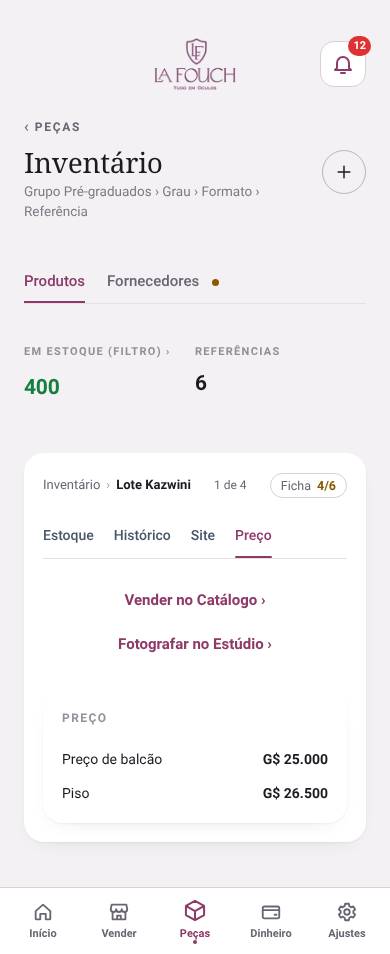 LA FOUCH
Tudo em Óculos
12
‹ PEÇAS
Inventário
Grupo Pré-graduados › Grau › Formato ›
Referência
Produtos Fornecedores
EM ESTOQUE (FILTRO) › REFERÊNCIAS
400 6
Inventário › Lote Kazwini 1 de 4 Ficha 4/6
Estoque Histórico Site Preço
Vender no Catálogo ›
Fotografar no Estúdio ›
PREÇO
Preço de balcão G$ 25.000
Piso G$ 26.500
Início Vender Peças Dinheiro Ajustes